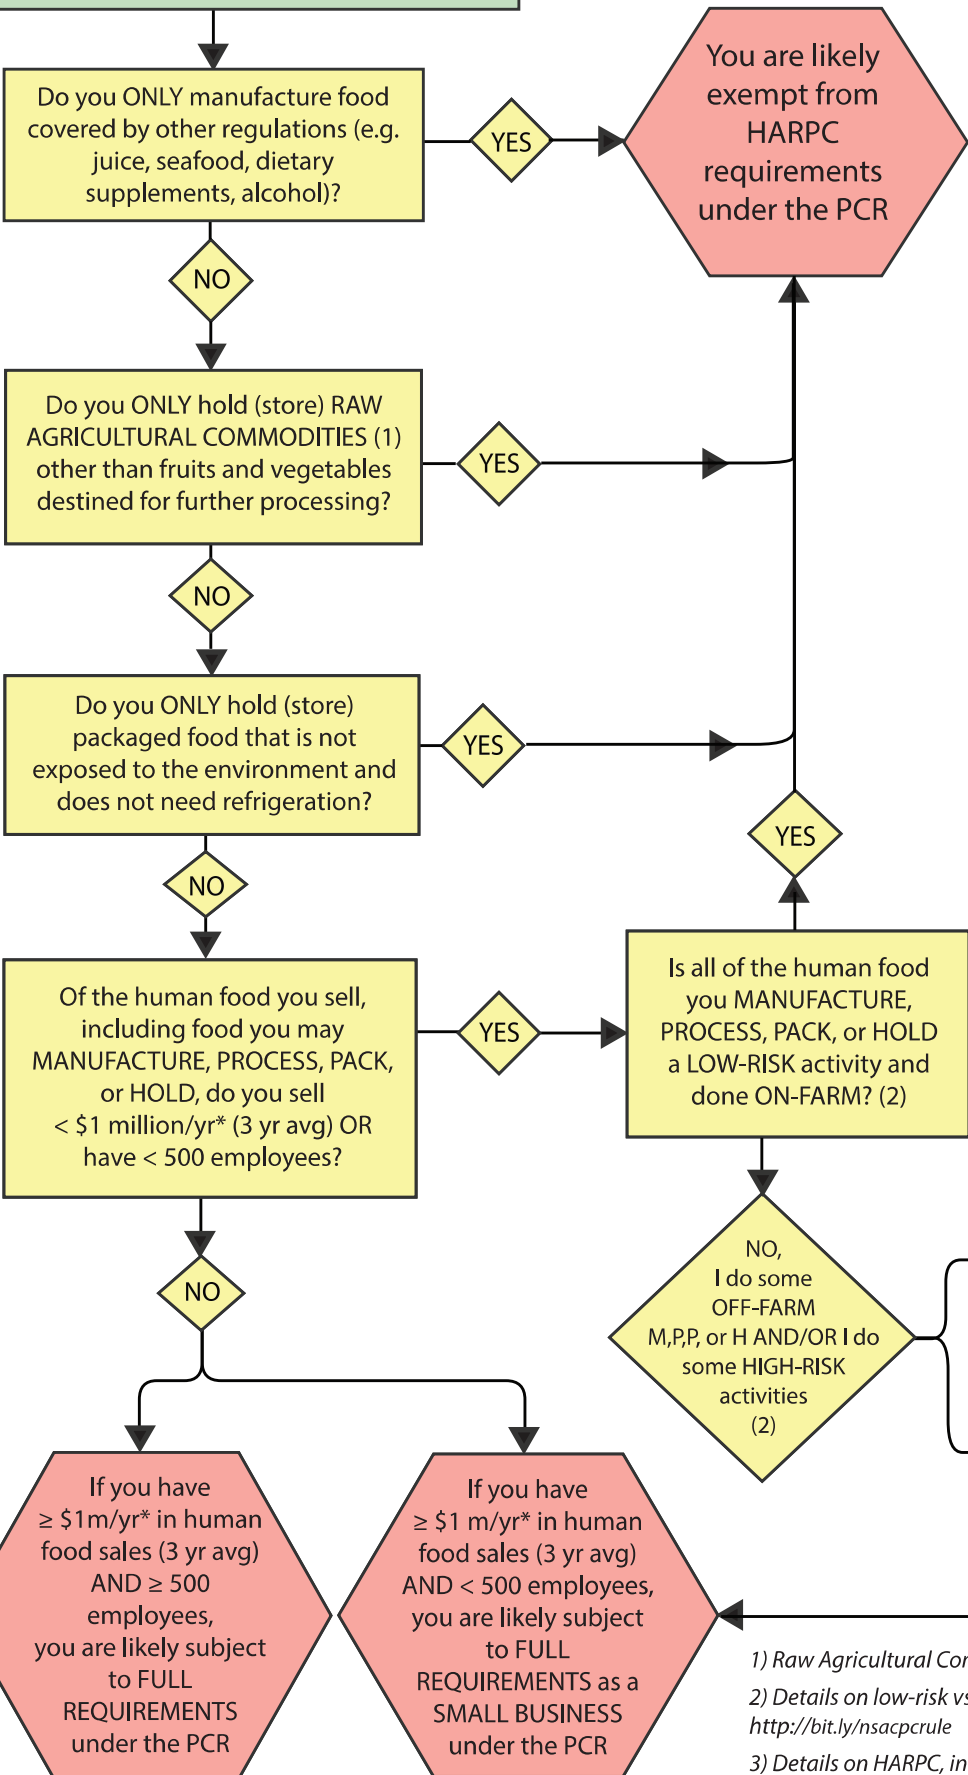 Do you ONLY manufacture food
covered by other regulations (e.g.
juice, seafood, dietary
supplements, alcohol)?
YES
You are likely
exempt from
HARPC
requirements
under the PCR
NO
Do you ONLY hold (store) RAW
AGRICULTURAL COMMODITIES (1)
other than fruits and vegetables
destined for further processing?
YES
NO
Do you ONLY hold (store)
packaged food that is not
exposed to the environment and
does not need refrigeration?
YES
NO
YES
Of the human food you sell,
including food you may
MANUFACTURE, PROCESS, PACK,
or HOLD, do you sell
< $1 million/yr* (3 yr avg) OR
have < 500 employees?
YES
Is all of the human food
you MANUFACTURE,
PROCESS, PACK, or HOLD
a LOW-RISK activity and
done ON-FARM? (2)
NO
NO,
I do some
OFF-FARM
M,P,P, or H AND/OR I do
some HIGH-RISK
activities
(2)
If you have
≥ $1m/yr* in human
food sales (3 yr avg)
AND ≥ 500
employees,
you are likely subject
to FULL
REQUIREMENTS
under the PCR
If you have
≥ $1 m/yr* in human
food sales (3 yr avg)
AND < 500 employees,
you are likely subject
to FULL
REQUIREMENTS as a
SMALL BUSINESS
under the PCR
1) Raw Agricultural
2) Details on low-risk vs
http://bit.ly/nsacpcrule
3) Details on HARPC, in